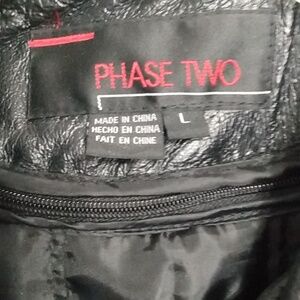 PHASE TWO
L
MADE IN CHINA
HECHO EN CHINA
FAIT EN CHINE